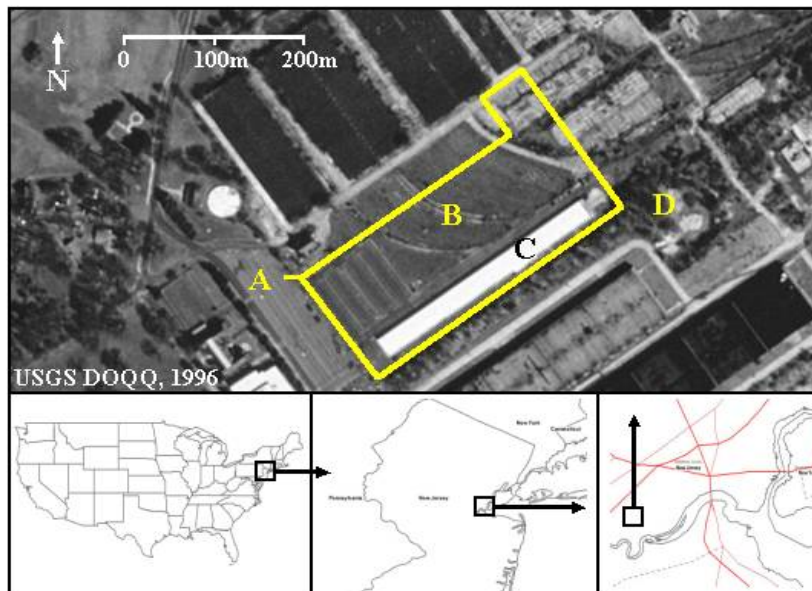 N
0 100m 200m
A
B
C
D
USGS DOQQ, 1996
New York
Connecticut
Pennsylvania
New Jersey
New Jersey